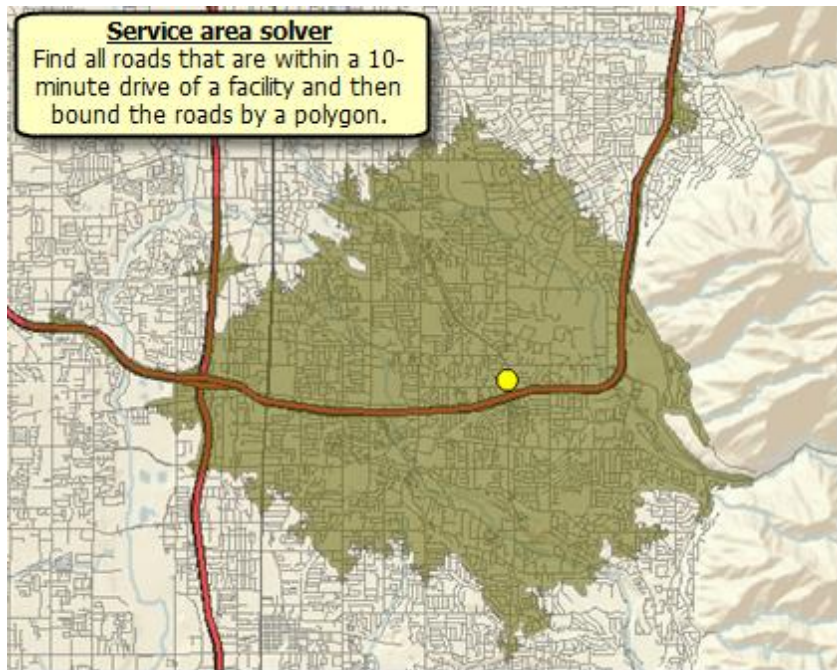 Service area solver
Find all roads that are within a 10-
minute drive of a facility and then
bound the roads by a polygon.